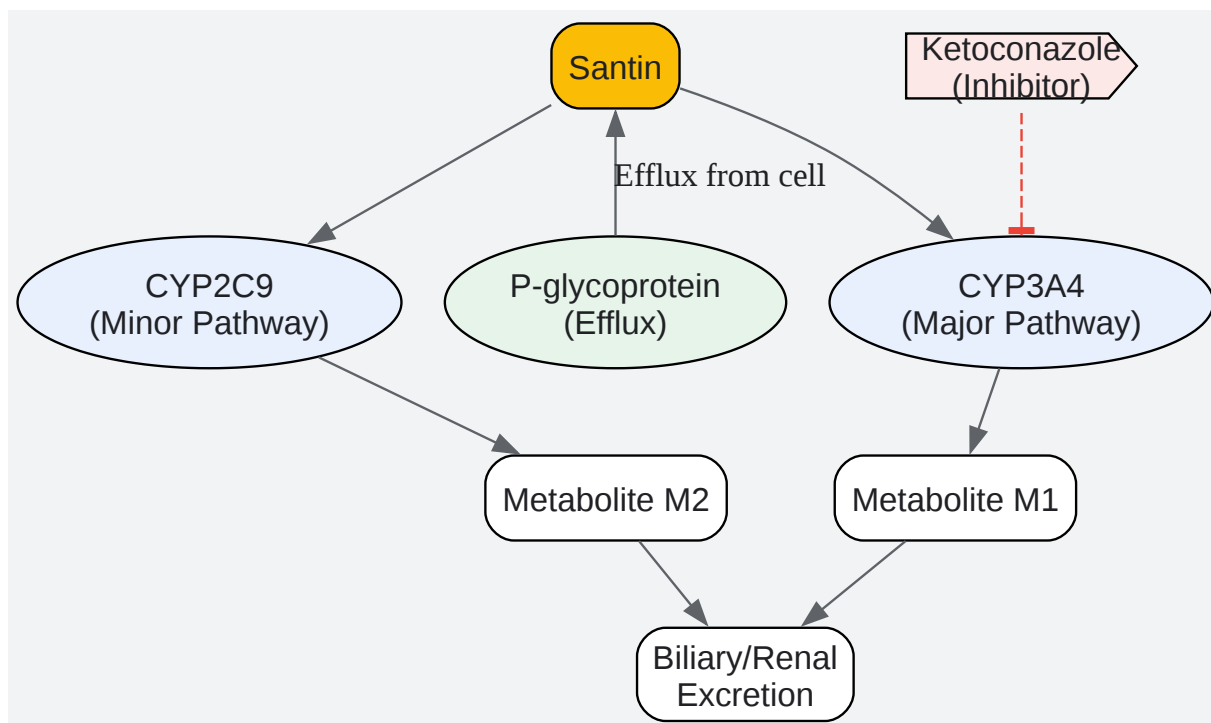 Santin
Ketoconazole
(Inhibitor)
Efflux from cell
CYP2C9
(Minor Pathway)
P-glycoprotein
(Efflux)
CYP3A4
(Major Pathway)
Metabolite M2
Metabolite M1
Biliary/Renal
Excretion